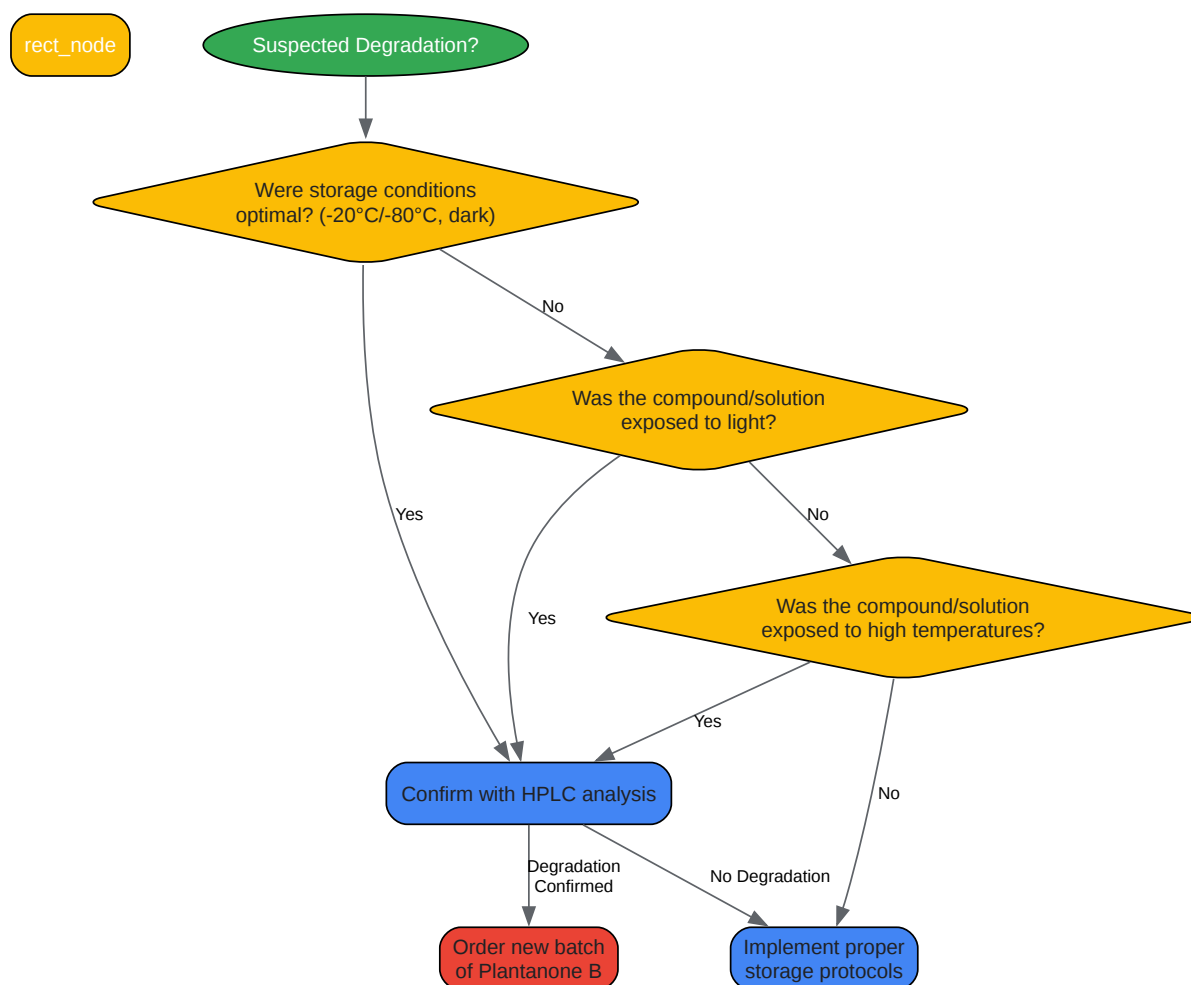 rect_node
Suspected Degradation?
Were storage conditions
optimal? (-20°C/-80°C, dark)
No
Was the compound/solution
exposed to light?
Yes
No
Was the compound/solution
exposed to high temperatures?
Yes
Yes
No
Confirm with HPLC analysis
Degradation
Confirmed
No Degradation
Order new batch
of Plantanone B
Implement proper
storage protocols